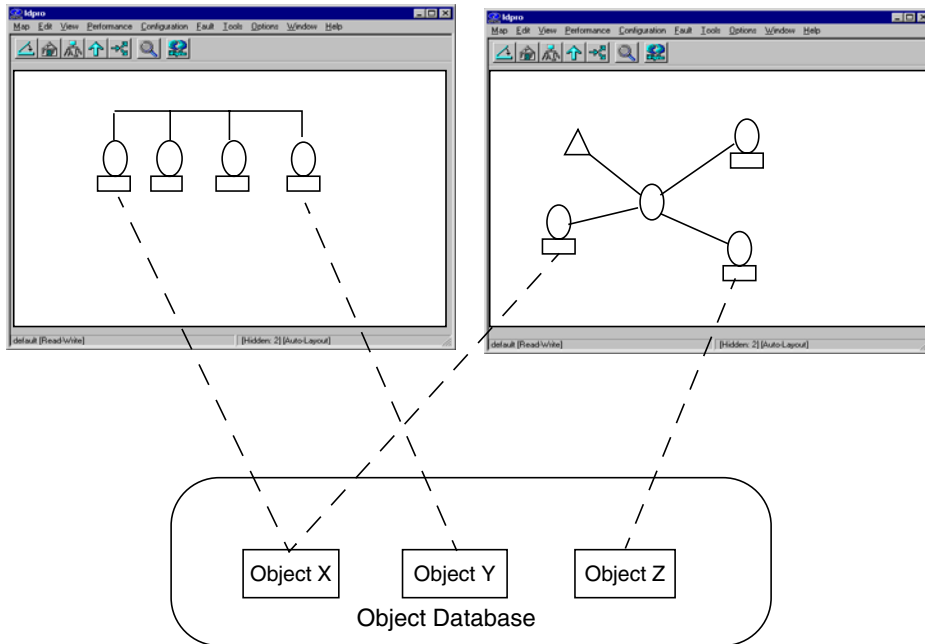 ldpro
Map Edit View Performance Configuration Fault Tools Options Window Help
default [Read-Write] [Hidden: 2] [Auto-Layout]
ldpro
Map Edit View Performance Configuration Fault Tools Options Window Help
default [Read-Write] [Hidden: 2] [Auto-Layout]
Object X
Object Y
Object Z
Object Database